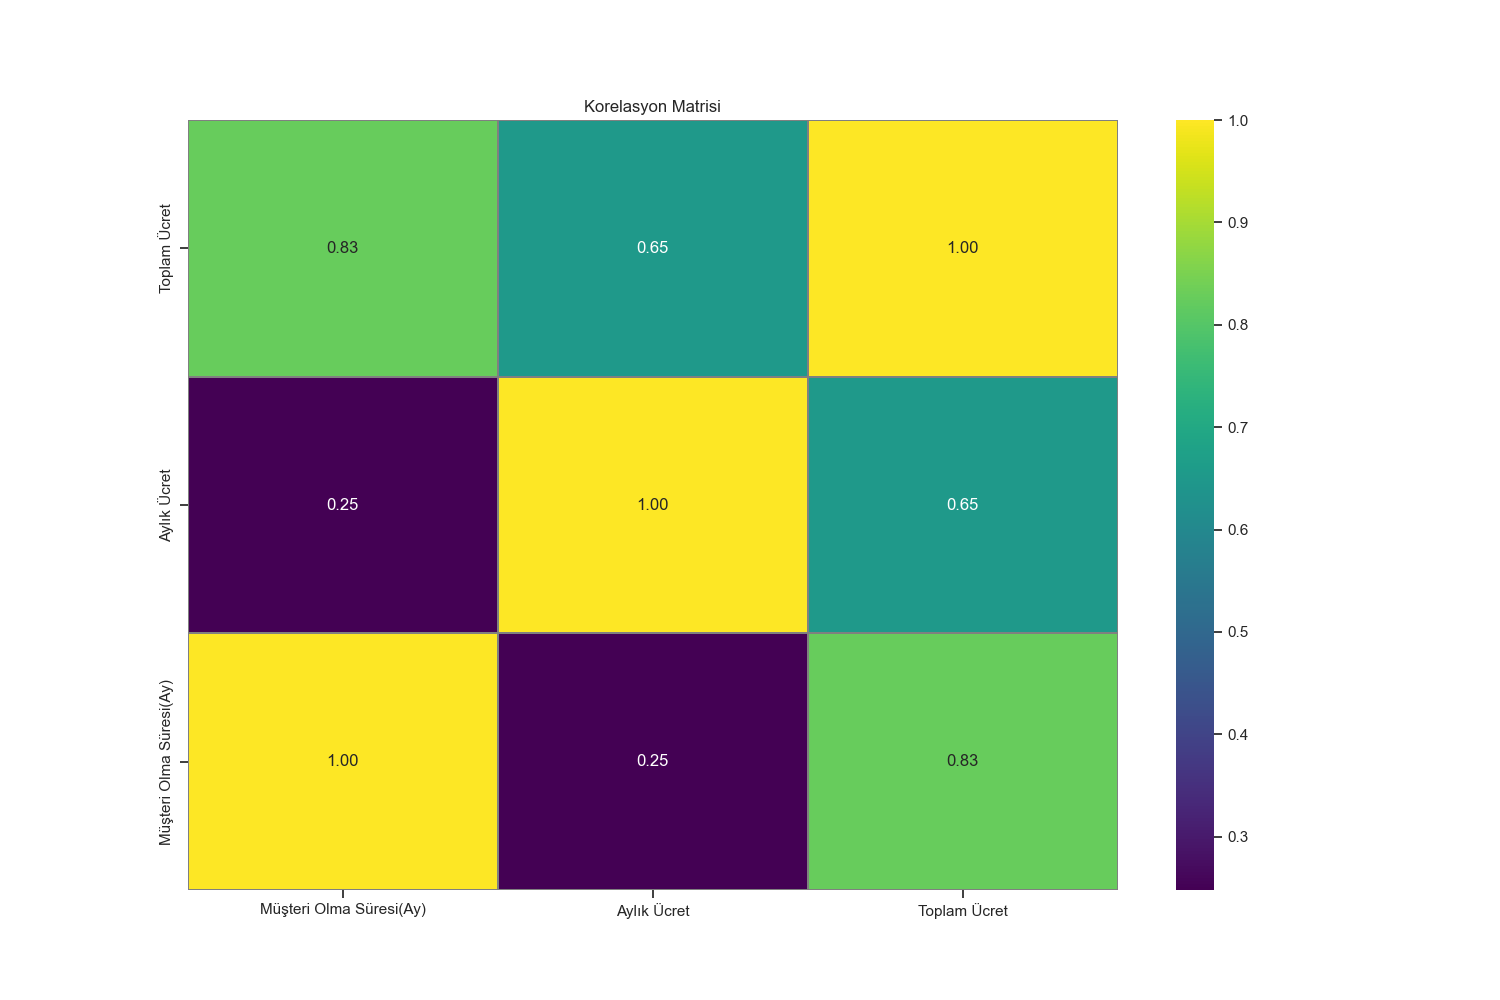 Korelasyon Matrisi
Toplam Ücret
0.83 0.65 1.00
Aylık Ücret
0.25 1.00 0.65
Müşteri Olma Süresi(Ay)
1.00 0.25 0.83
Müşteri Olma Süresi(Ay) Aylık Ücret Toplam Ücret
1.0
0.9
0.8
0.7
0.6
0.5
0.4
0.3